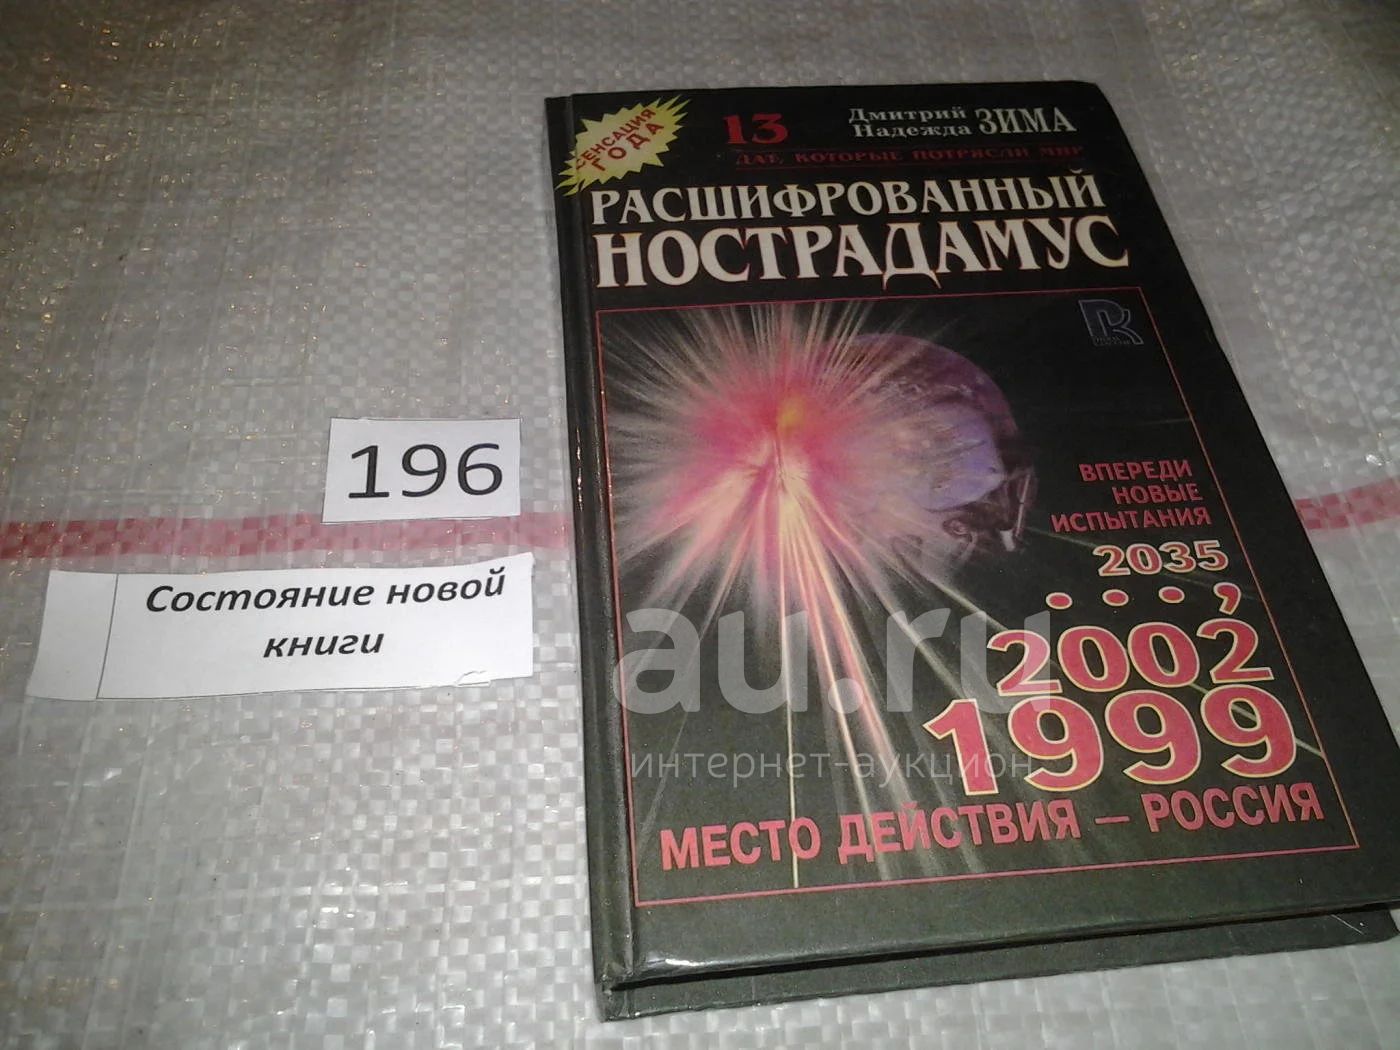 СЕНСАЦИЯ
ГОДА
13
Дмитрий
Надежда ЗИМА
ДАТ, КОТОРЫЕ ПОТРЯСЛИ МИР
РАСШИФРОВАННЫЙ
НОСТРАДАМУС
ВПЕРЕДИ
НОВЫЕ
ИСПЫТАНИЯ
2035
. . . ,
2002
1999
МЕСТО ДЕЙСТВИЯ – РОССИЯ
196
Состояние новой
книги
au.ru
интернет-аукцион